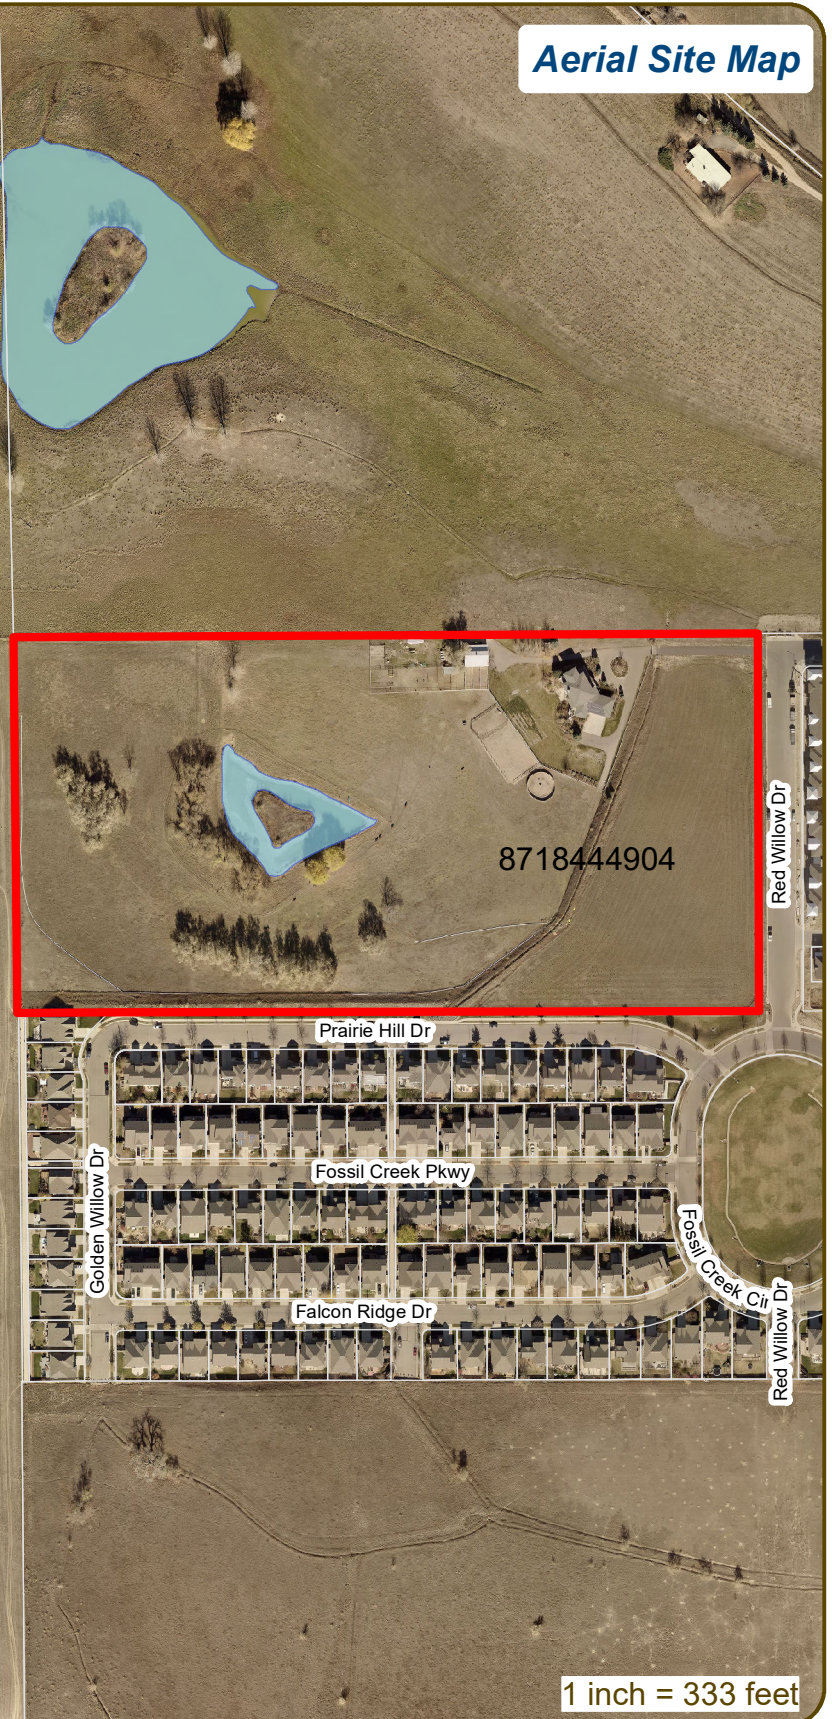 Aerial Site Map
Red Willow Dr
8718444904
Prairie Hill Dr
Golden Willow Dr
Fossil Creek Pkwy
Fossil Creek Cir
Falcon Ridge Dr
Red Willow Dr
1 inch = 333 feet